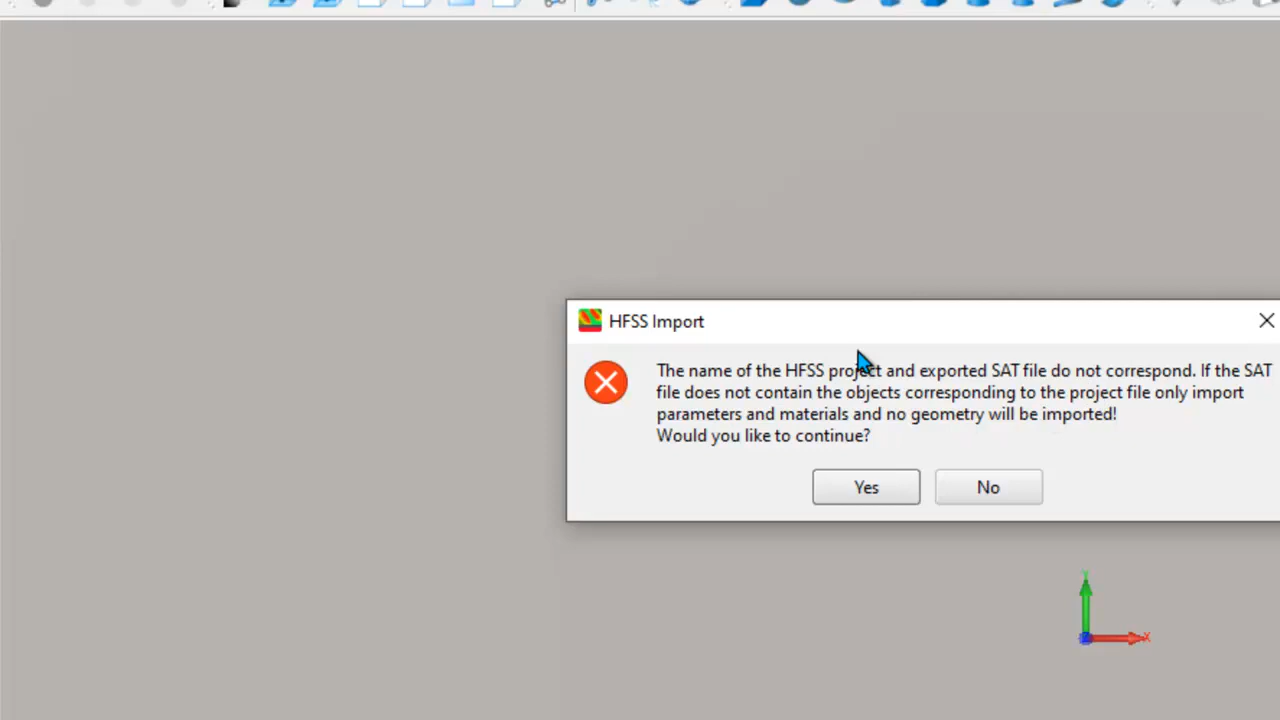 HFSS Import
The name of the HFSS project and exported SAT file do not correspond. If the SAT
file does not contain the objects corresponding to the project file only import
parameters and materials and no geometry will be imported!
Would you like to continue?
Yes No
Y
X